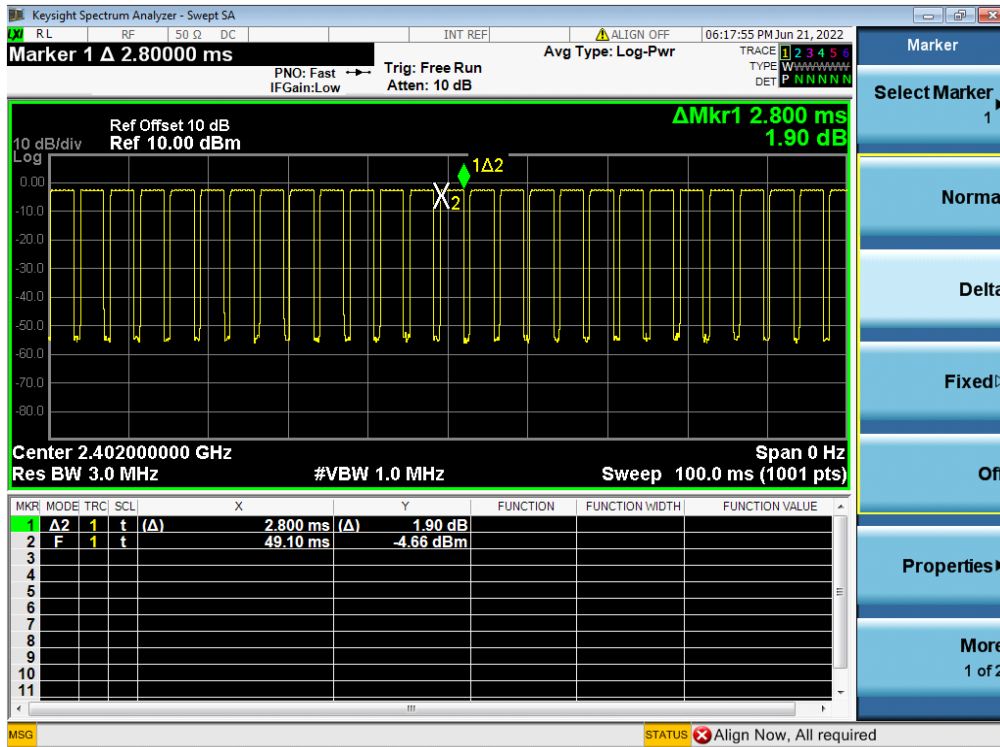 Keysight Spectrum Analyzer - Swept SA
LXI RL RF 50 Ω DC INT REF ALIGN OFF 06:17:55 PM Jun 21, 2022
Marker 1 Δ 2.80000 ms
PNO: Fast
IFGain:Low
Trig: Free Run
Atten: 10 dB
Avg Type: Log-Pwr
TRACE 1 2 3 4 5 6
TYPE WWWWWW
DET P N N N N N
ΔMkr1 2.800 ms
1.90 dB
Ref Offset 10 dB
10 dB/div Ref 10.00 dBm
Log
1Δ2
0.00
2
-10.0
-20.0
-30.0
-40.0
-50.0
-60.0
-70.0
-80.0
Center 2.402000000 GHz Span 0 Hz
Res BW 3.0 MHz #VBW 1.0 MHz Sweep 100.0 ms (1001 pts)
MKR MODE TRC SCL X Y FUNCTION FUNCTION WIDTH FUNCTION VALUE
1 Δ2 1 t (Δ) 2.800 ms (Δ) 1.90 dB
2 F 1 t 49.10 ms -4.66 dBm
3
4
5
6
7
8
9
10
11
MSG STATUS Align Now, All required
Marker
Select Marker
1
Norma
Delta
Fixed
Of
Properties
More
1 of 2